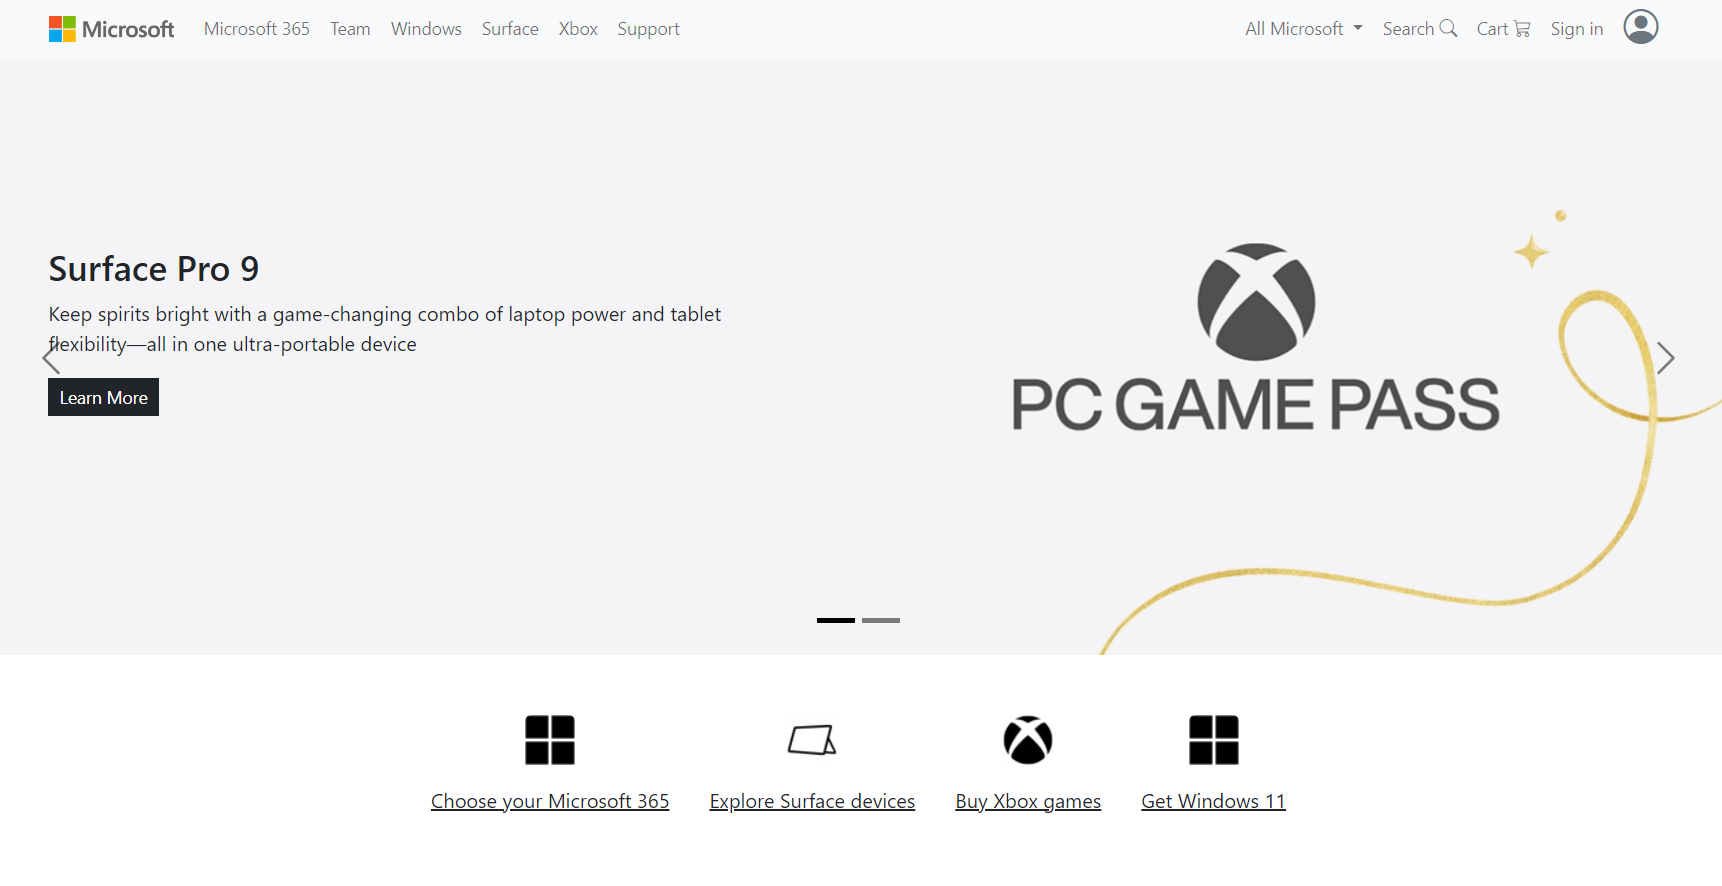 Microsoft Microsoft 365 Team Windows Surface Xbox Support All Microsoft Search Cart Sign in
Surface Pro 9
Keep spirits bright with a game-changing combo of laptop power and tablet
flexibility—all in one ultra-portable device
Learn More
PC GAME PASS
Choose your Microsoft 365 Explore Surface devices Buy Xbox games Get Windows 11